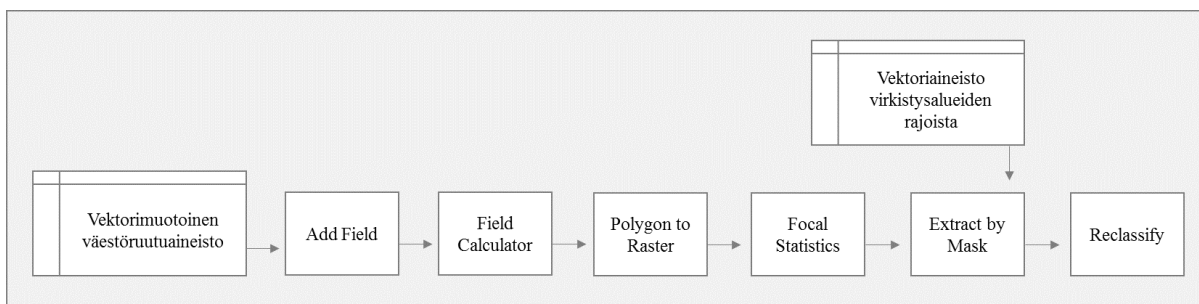 Vektoriaineisto
virkistysalueiden
rajoista
Vektorimuotoinen
väestöruutuaineisto
Add Field
Field
Calculator
Polygon to
Raster
Focal
Statistics
Extract by
Mask
Reclassify